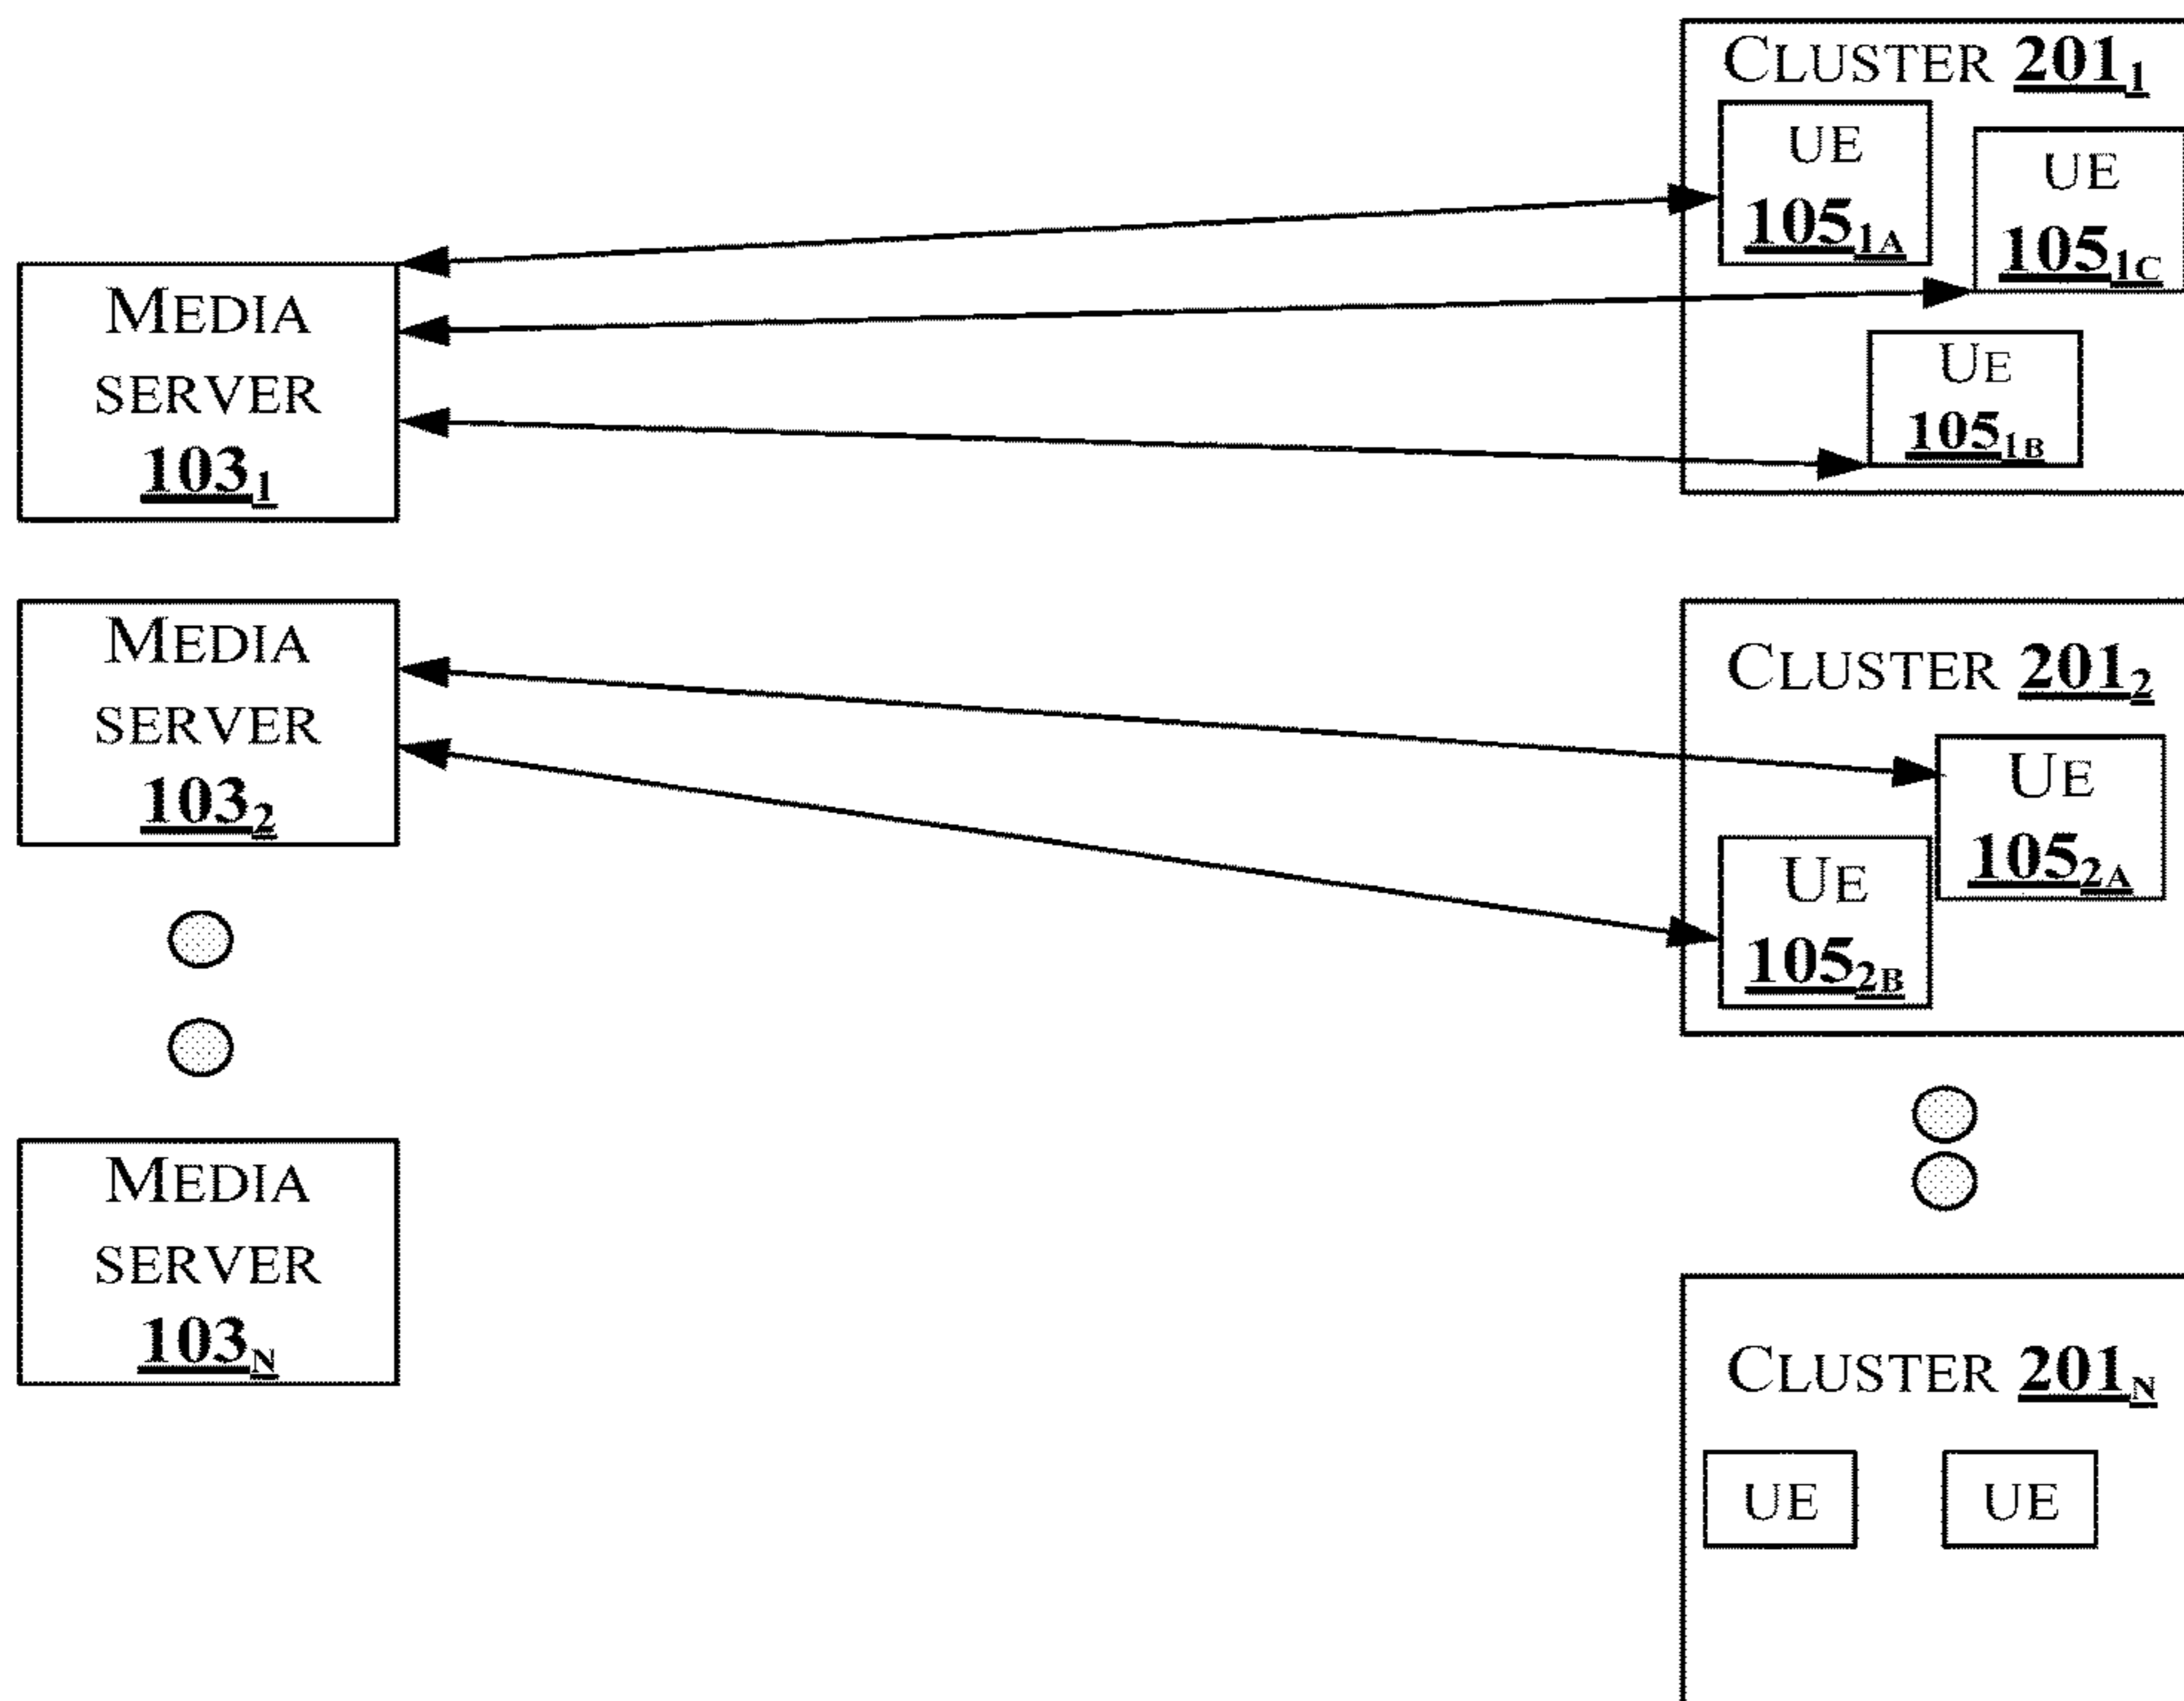 MEDIA
SERVER
103₁
MEDIA
SERVER
103₂
MEDIA
SERVER
103N
CLUSTER 201₁
UE
105₁A
UE
105₁C
UE
105₁B
CLUSTER 201₂
UE
105₂A
UE
105₂B
CLUSTER 201N
UE
UE